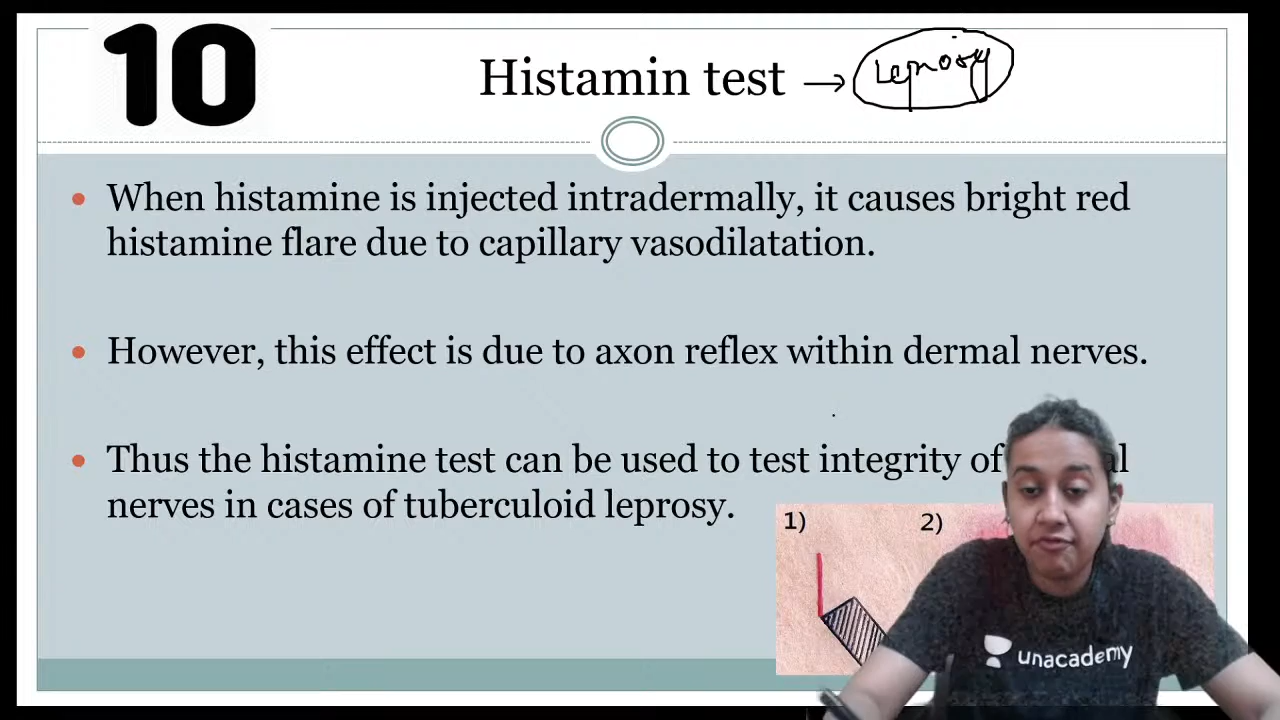 10
Histamin test → Leprosy
• When histamine is injected intradermally, it causes bright red
histamine flare due to capillary vasodilatation.
• However, this effect is due to axon reflex within dermal nerves.
• Thus the histamine test can be used to test integrity of al
nerves in cases of tuberculoid leprosy.
1) 2)
unacademy